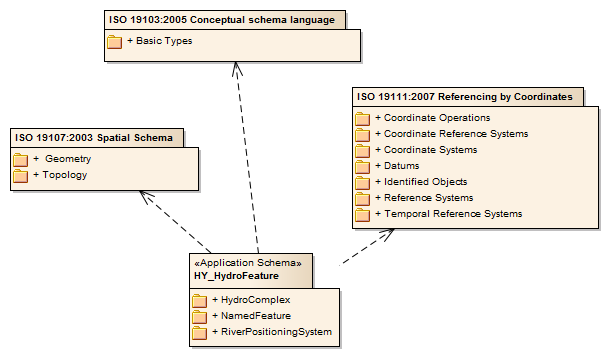 ISO 19103:2005 Conceptual schema language
+ Basic Types
ISO 19111:2007 Referencing by Coordinates
+ Coordinate Operations
+ Coordinate Reference Systems
+ Coordinate Systems
+ Datums
+ Identified Objects
+ Reference Systems
+ Temporal Reference Systems
ISO 19107:2003 Spatial Schema
+ Geometry
+ Topology
«Application Schema»
HY_HydroFeature
+ HydroComplex
+ NamedFeature
+ RiverPositioningSystem